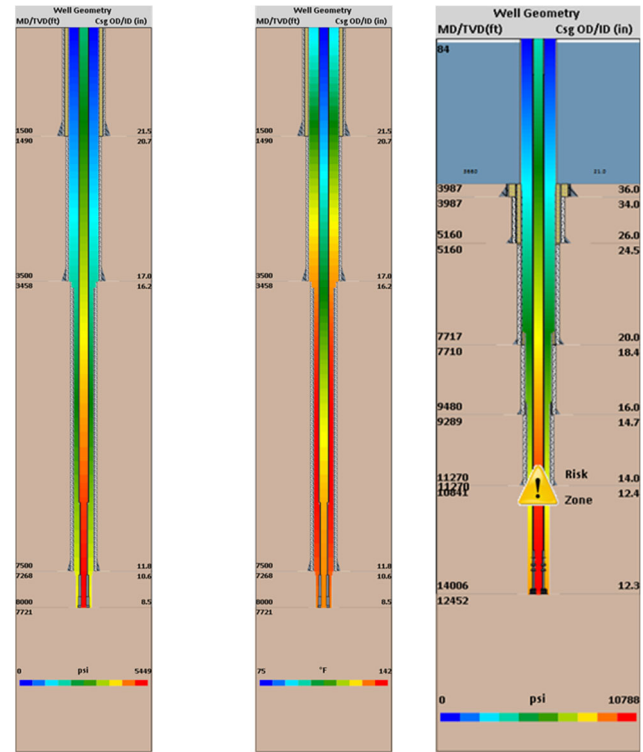 Well Geometry
MD/TVD(ft) Csg OD/ID (in)
1500 21.5
1490 20.7
3500 17.0
3458 16.2
7500 11.8
7268 10.6
8000 8.5
7721
0 psi 5449
Well Geometry
MD/TVD(ft) Csg OD/ID (in)
1500 21.5
1490 20.7
3500 17.0
3458 16.2
7500 11.8
7268 10.6
8000 8.5
7721
75 °F 142
Well Geometry
MD/TVD(ft) Csg OD/ID (in)
84
21.0
3987 36.0
3987 34.0
5160 26.0
5160 24.5
7717 20.0
7710 18.4
9480 16.0
9289 14.7
Risk
11270 14.0
11270 12.4
10841
Zone
14006 12.3
12452
0 psi 10788